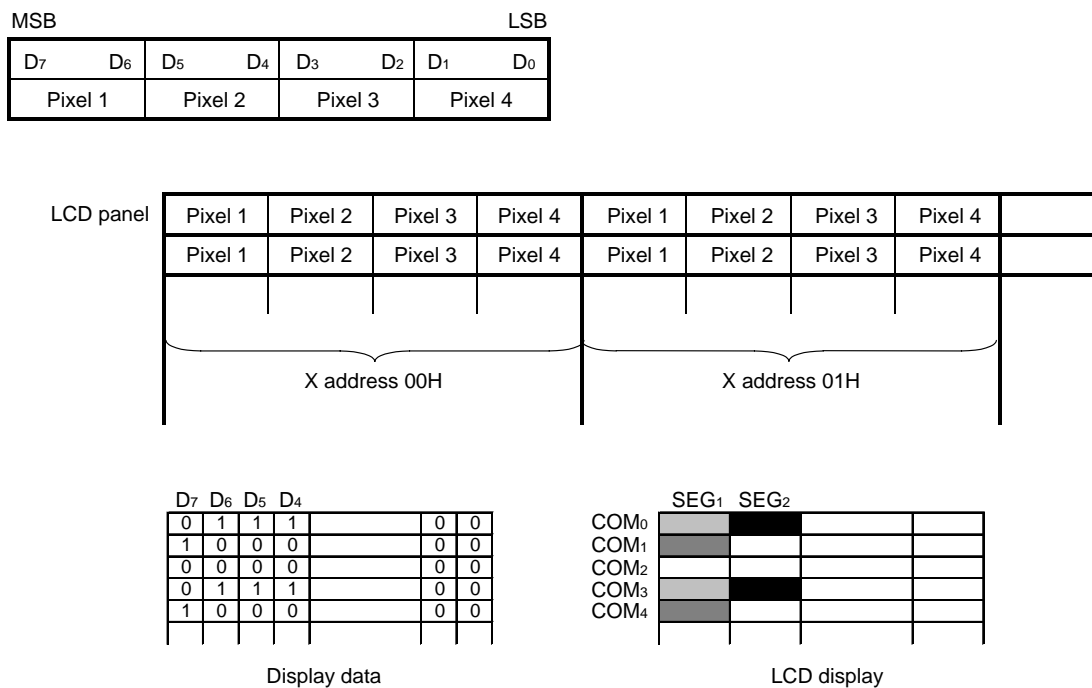 MSB LSB
D7 D6 D5 D4 D3 D2 D1 D0
Pixel 1 Pixel 2 Pixel 3 Pixel 4
LCD panel Pixel 1 Pixel 2 Pixel 3 Pixel 4 Pixel 1 Pixel 2 Pixel 3 Pixel 4
Pixel 1 Pixel 2 Pixel 3 Pixel 4 Pixel 1 Pixel 2 Pixel 3 Pixel 4
X address 00H X address 01H
D7 D6 D5 D4
0 1 1 1 0 0
1 0 0 0 0 0
0 0 0 0 0 0
0 1 1 1 0 0
1 0 0 0 0 0
Display data
SEG1 SEG2
COM0
COM1
COM2
COM3
COM4
LCD display